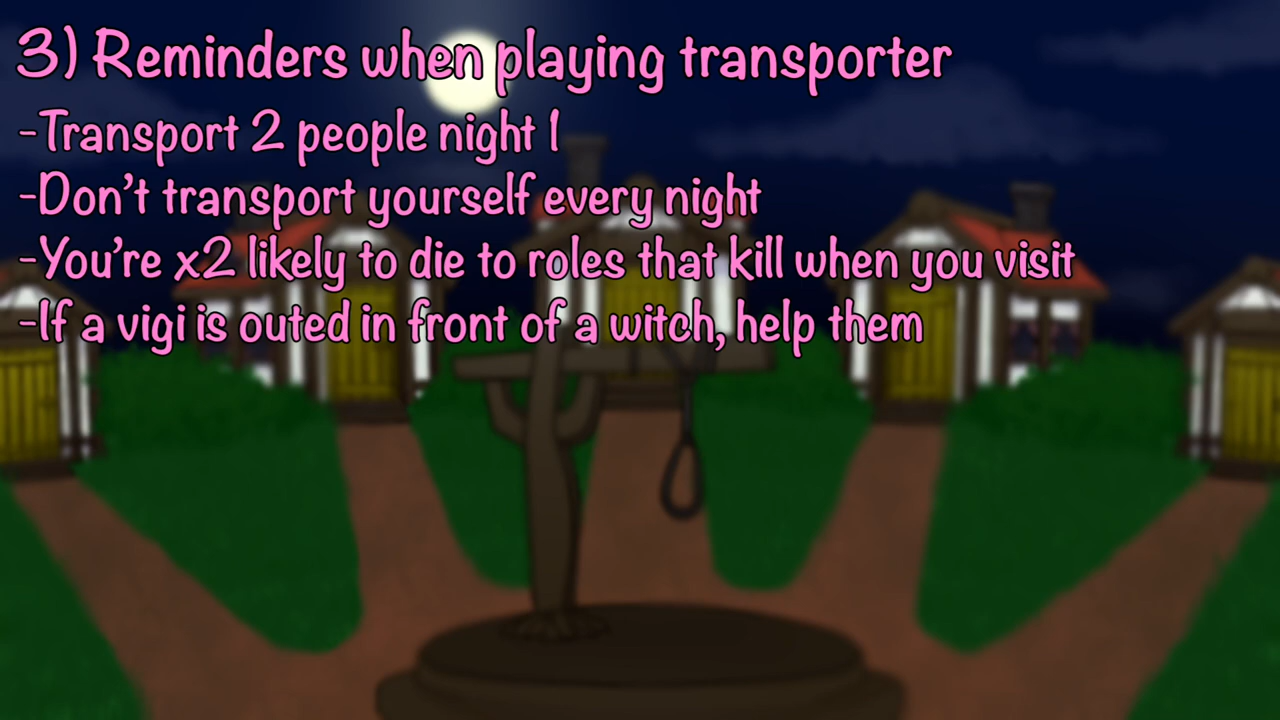 3) Reminders when playing transporter
-Transport 2 people night 1
-Don't transport yourself every night
-You're x2 likely to die to roles that kill when you visit
-If a vigi is outed in front of a witch, help them